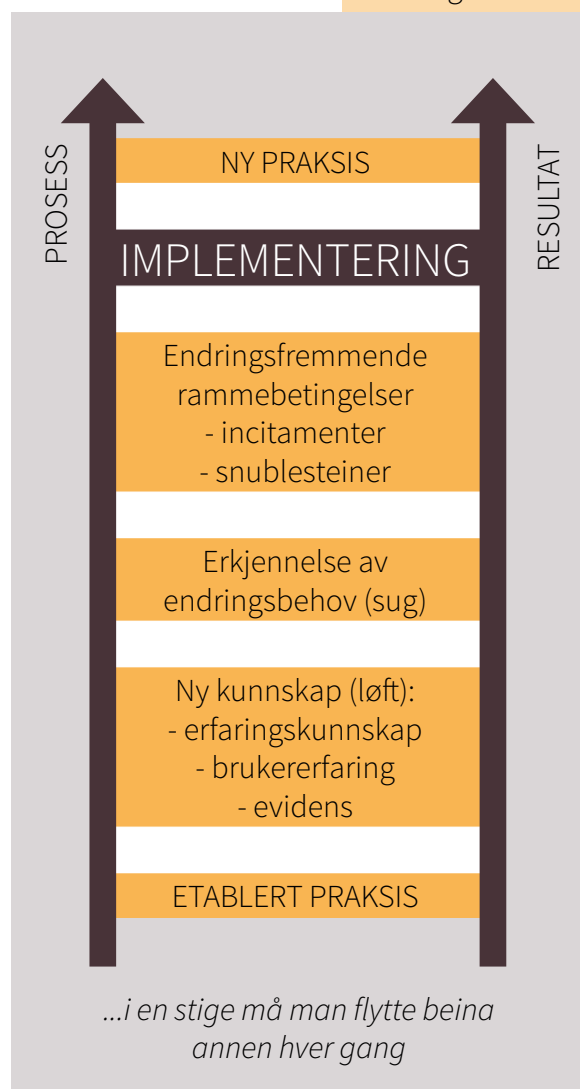 PROSESS
RESULTAT
NY PRAKSIS
IMPLEMENTERING
Endringsfremmende
rammebetingelser
- incitamenter
- snublesteiner
Erkjennelse av
endringsbehov (sug)
Ny kunnskap (løft):
- erfaringskunnskap
- brukererfaring
- evidens
ETABLERT PRAKSIS
...i en stige må man flytte beina
annen hver gang